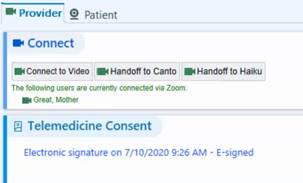 Provider Patient
Connect
Connect to Video Handoff to Canto Handoff to Haiku
The following users are currently connected via Zoom:
Great, Mother
Telemedicine Consent
Electronic signature on 7/10/2020 9:26 AM - E-signed